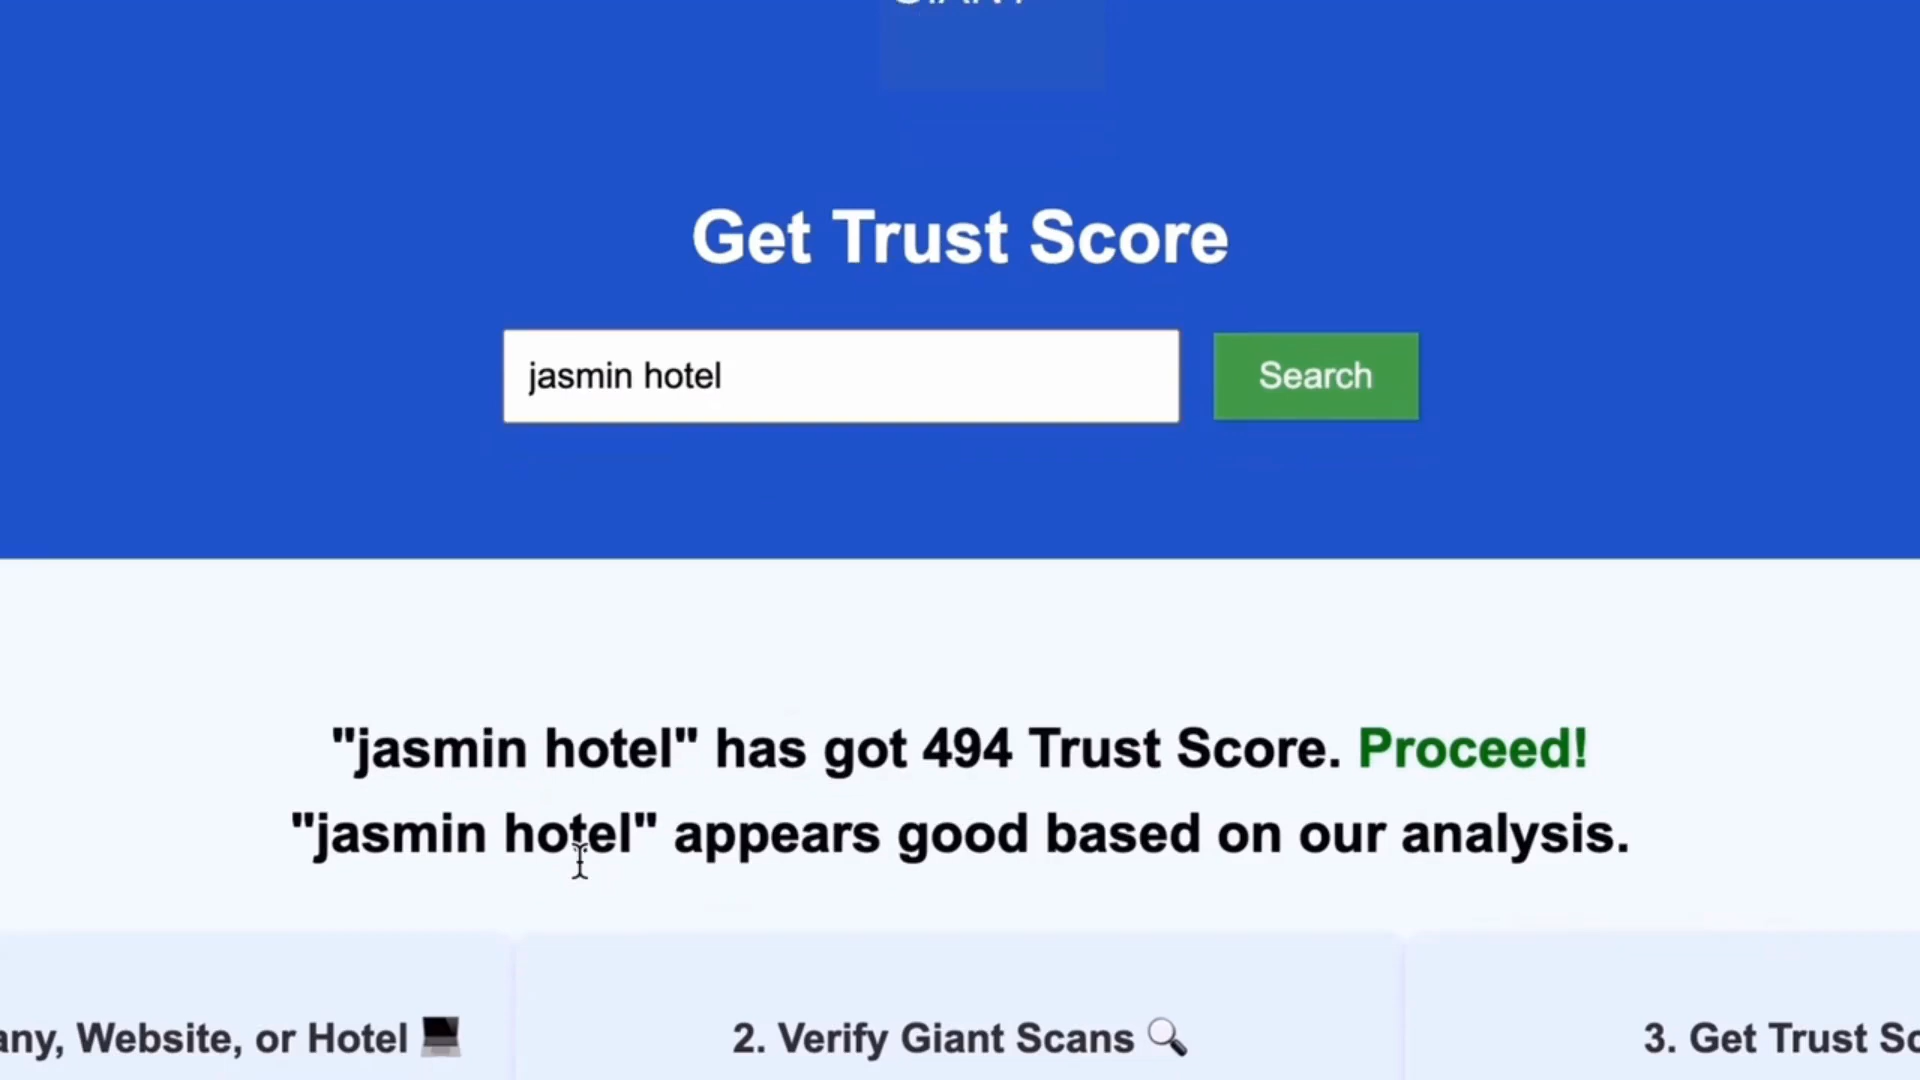 Get Trust Score
jasmin hotel
Search
"jasmin hotel" has got 494 Trust Score. Proceed!
"jasmin hotel" appears good based on our analysis.
any, Website, or Hotel
2. Verify Giant Scans
3. Get Trust Sc